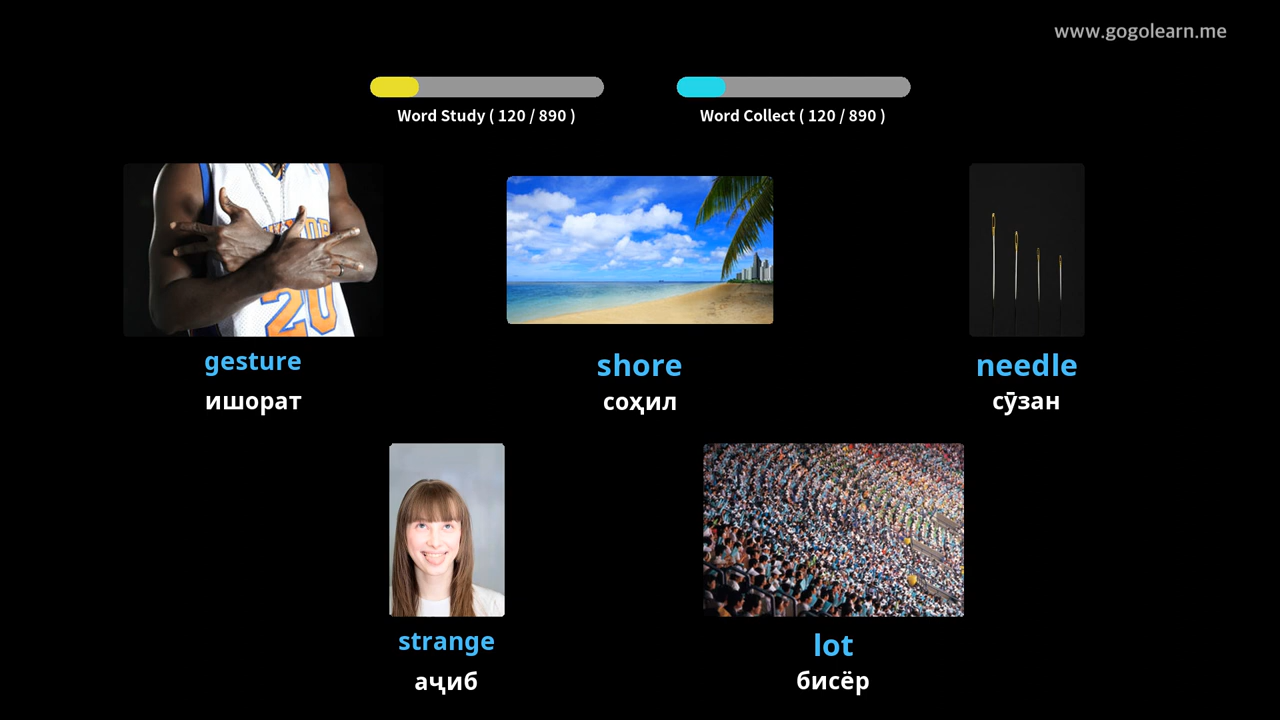 www.gogolearn.me
Word Study ( 120 / 890 )
Word Collect ( 120 / 890 )
20
gesture
ишорат
shore
соҳил
needle
сӯзан
strange
аҷиб
lot
бисёр